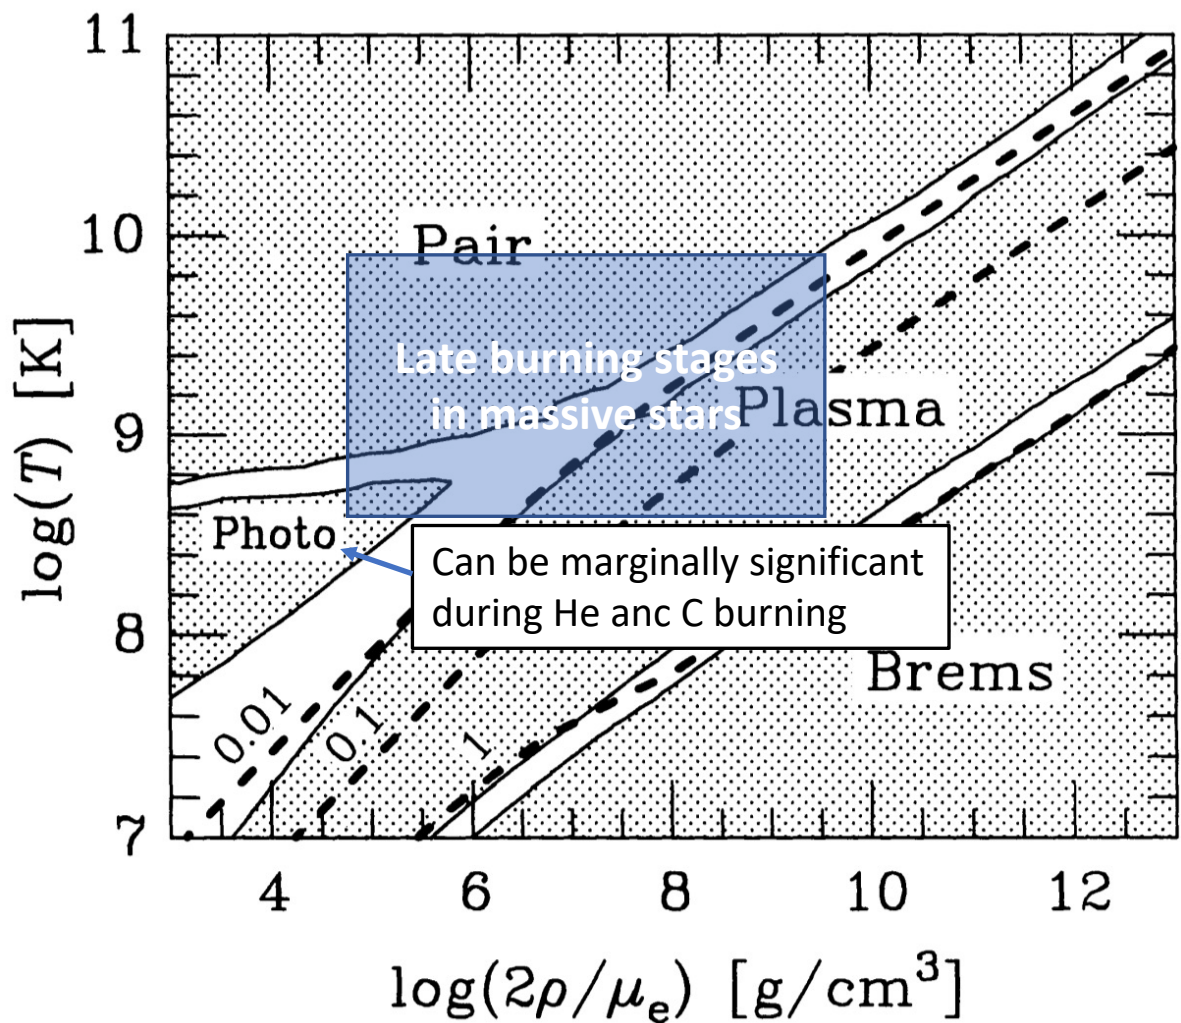 11
10
9
8
7
log(T) [K]
Pair
Late burning stages
in massive stars
Plasma
Photo
Can be marginally significant
during He anc C burning
Brems
0.01
0.1
1
4
6
8
10
12
log(2ρ/μₑ) [g/cm³]